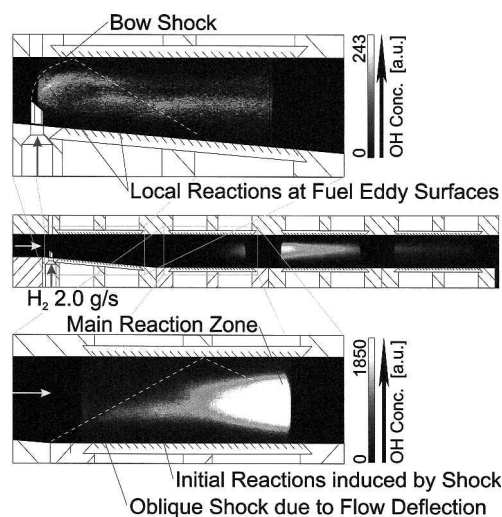 Bow Shock
243
0
OH Conc. [a.u.]
Local Reactions at Fuel Eddy Surfaces
H₂ 2.0 g/s
Main Reaction Zone
1850
0
OH Conc. [a.u.]
Initial Reactions induced by Shock
Oblique Shock due to Flow Deflection